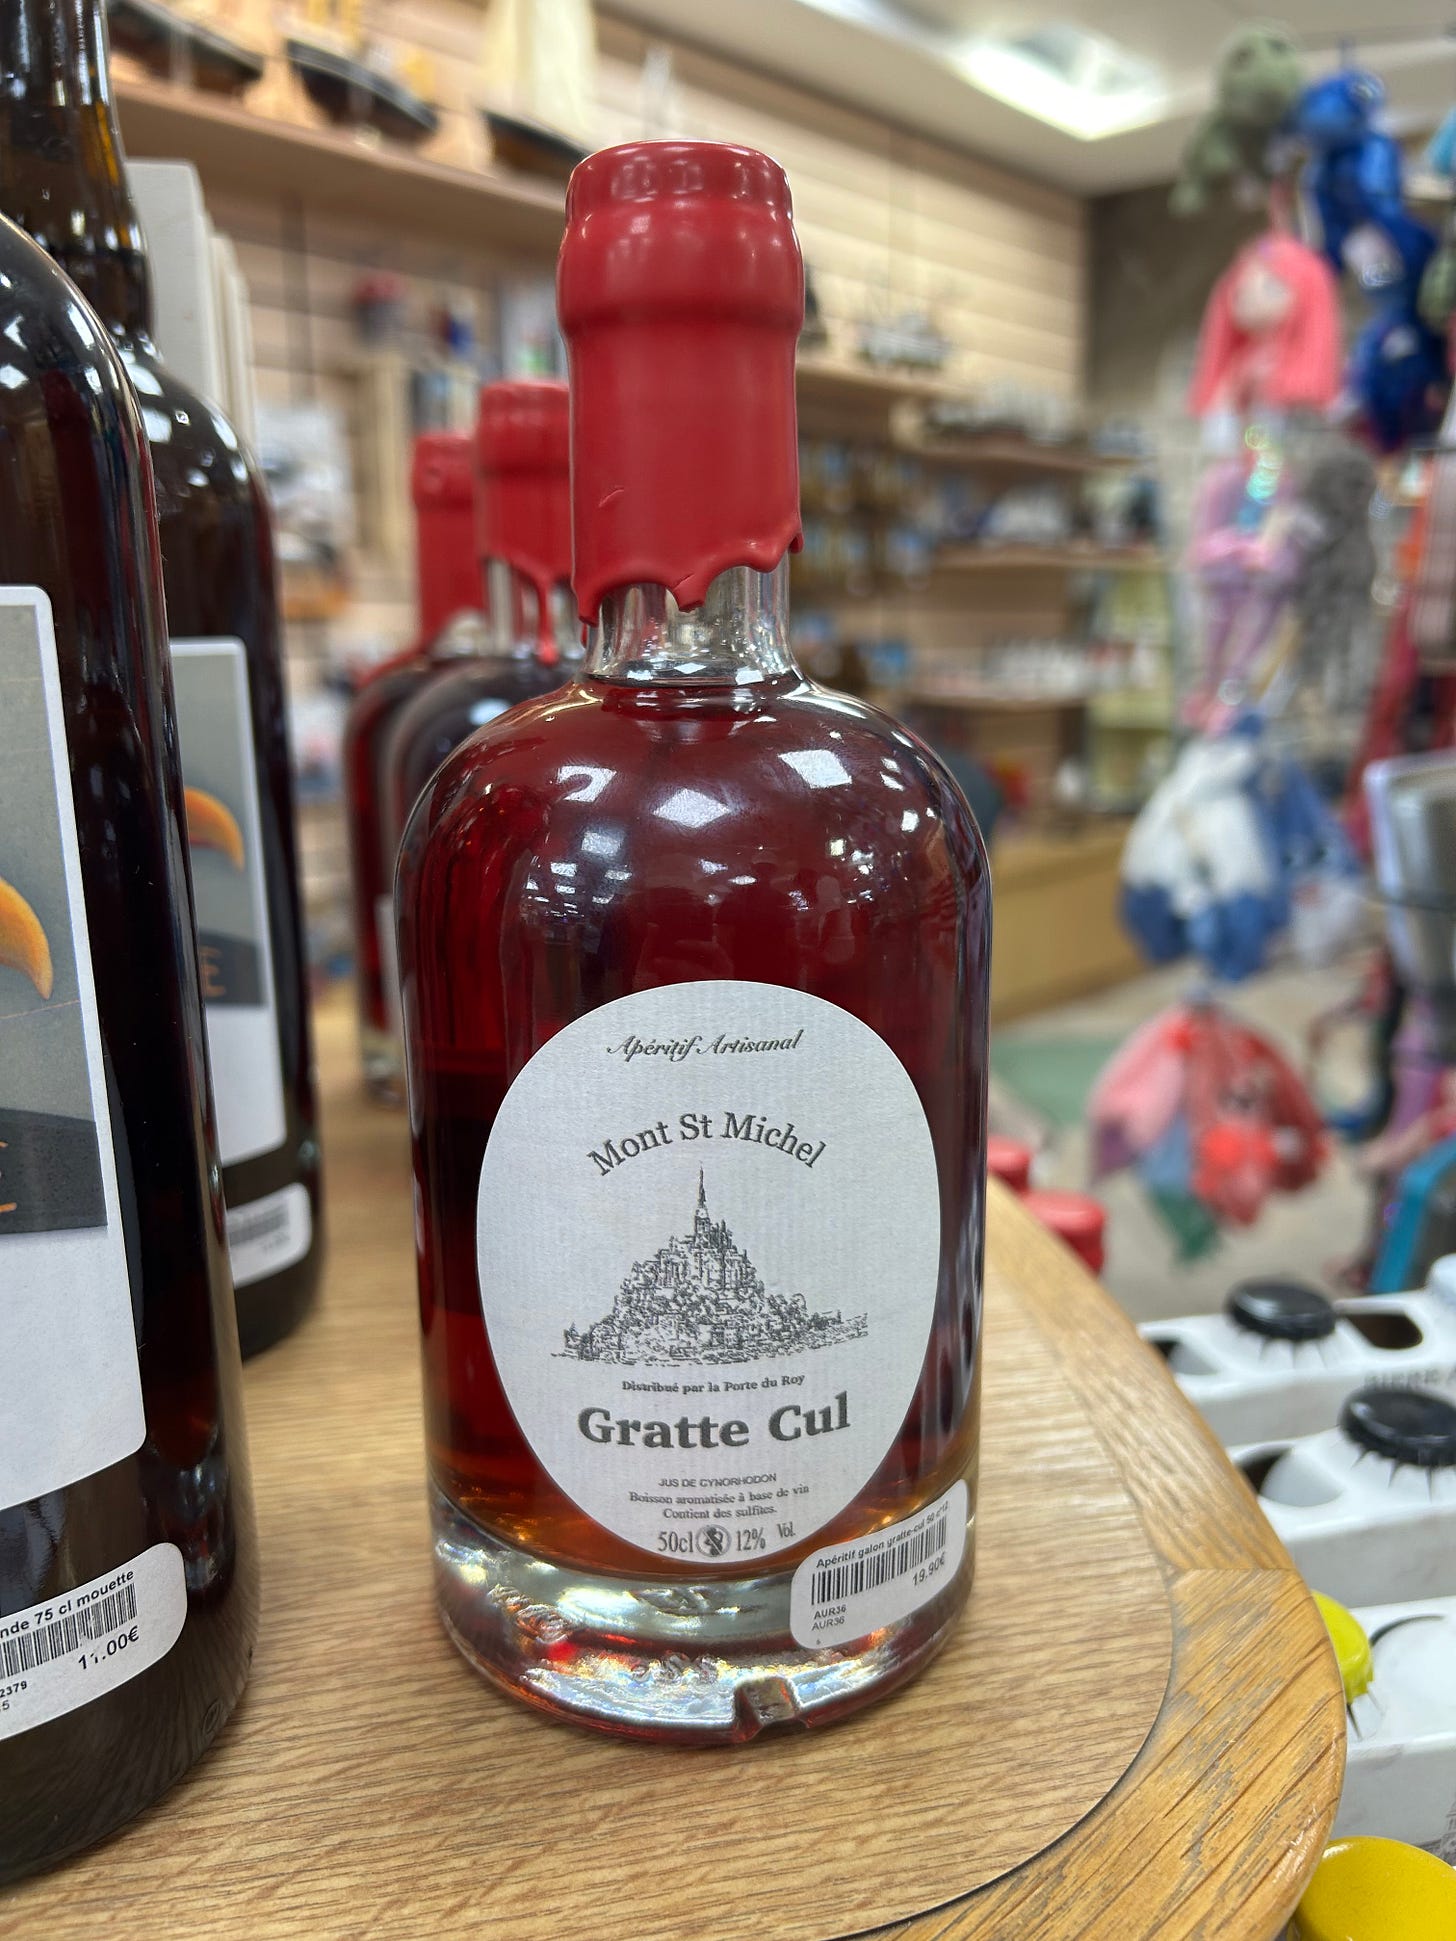 Apéritif Artisanal
Mont St Michel
Distribué par la Porte du Roy
Gratte Cul
JUS DE CYNORHODON
Boisson aromatisée à base de vin
Contient des sulfites.
50cl 12% Vol.
Apéritif galon gratte-cul 50 c*12
19.90€
AUR36
AUR36
6
nde 75 cl mouette
11.00€
2379